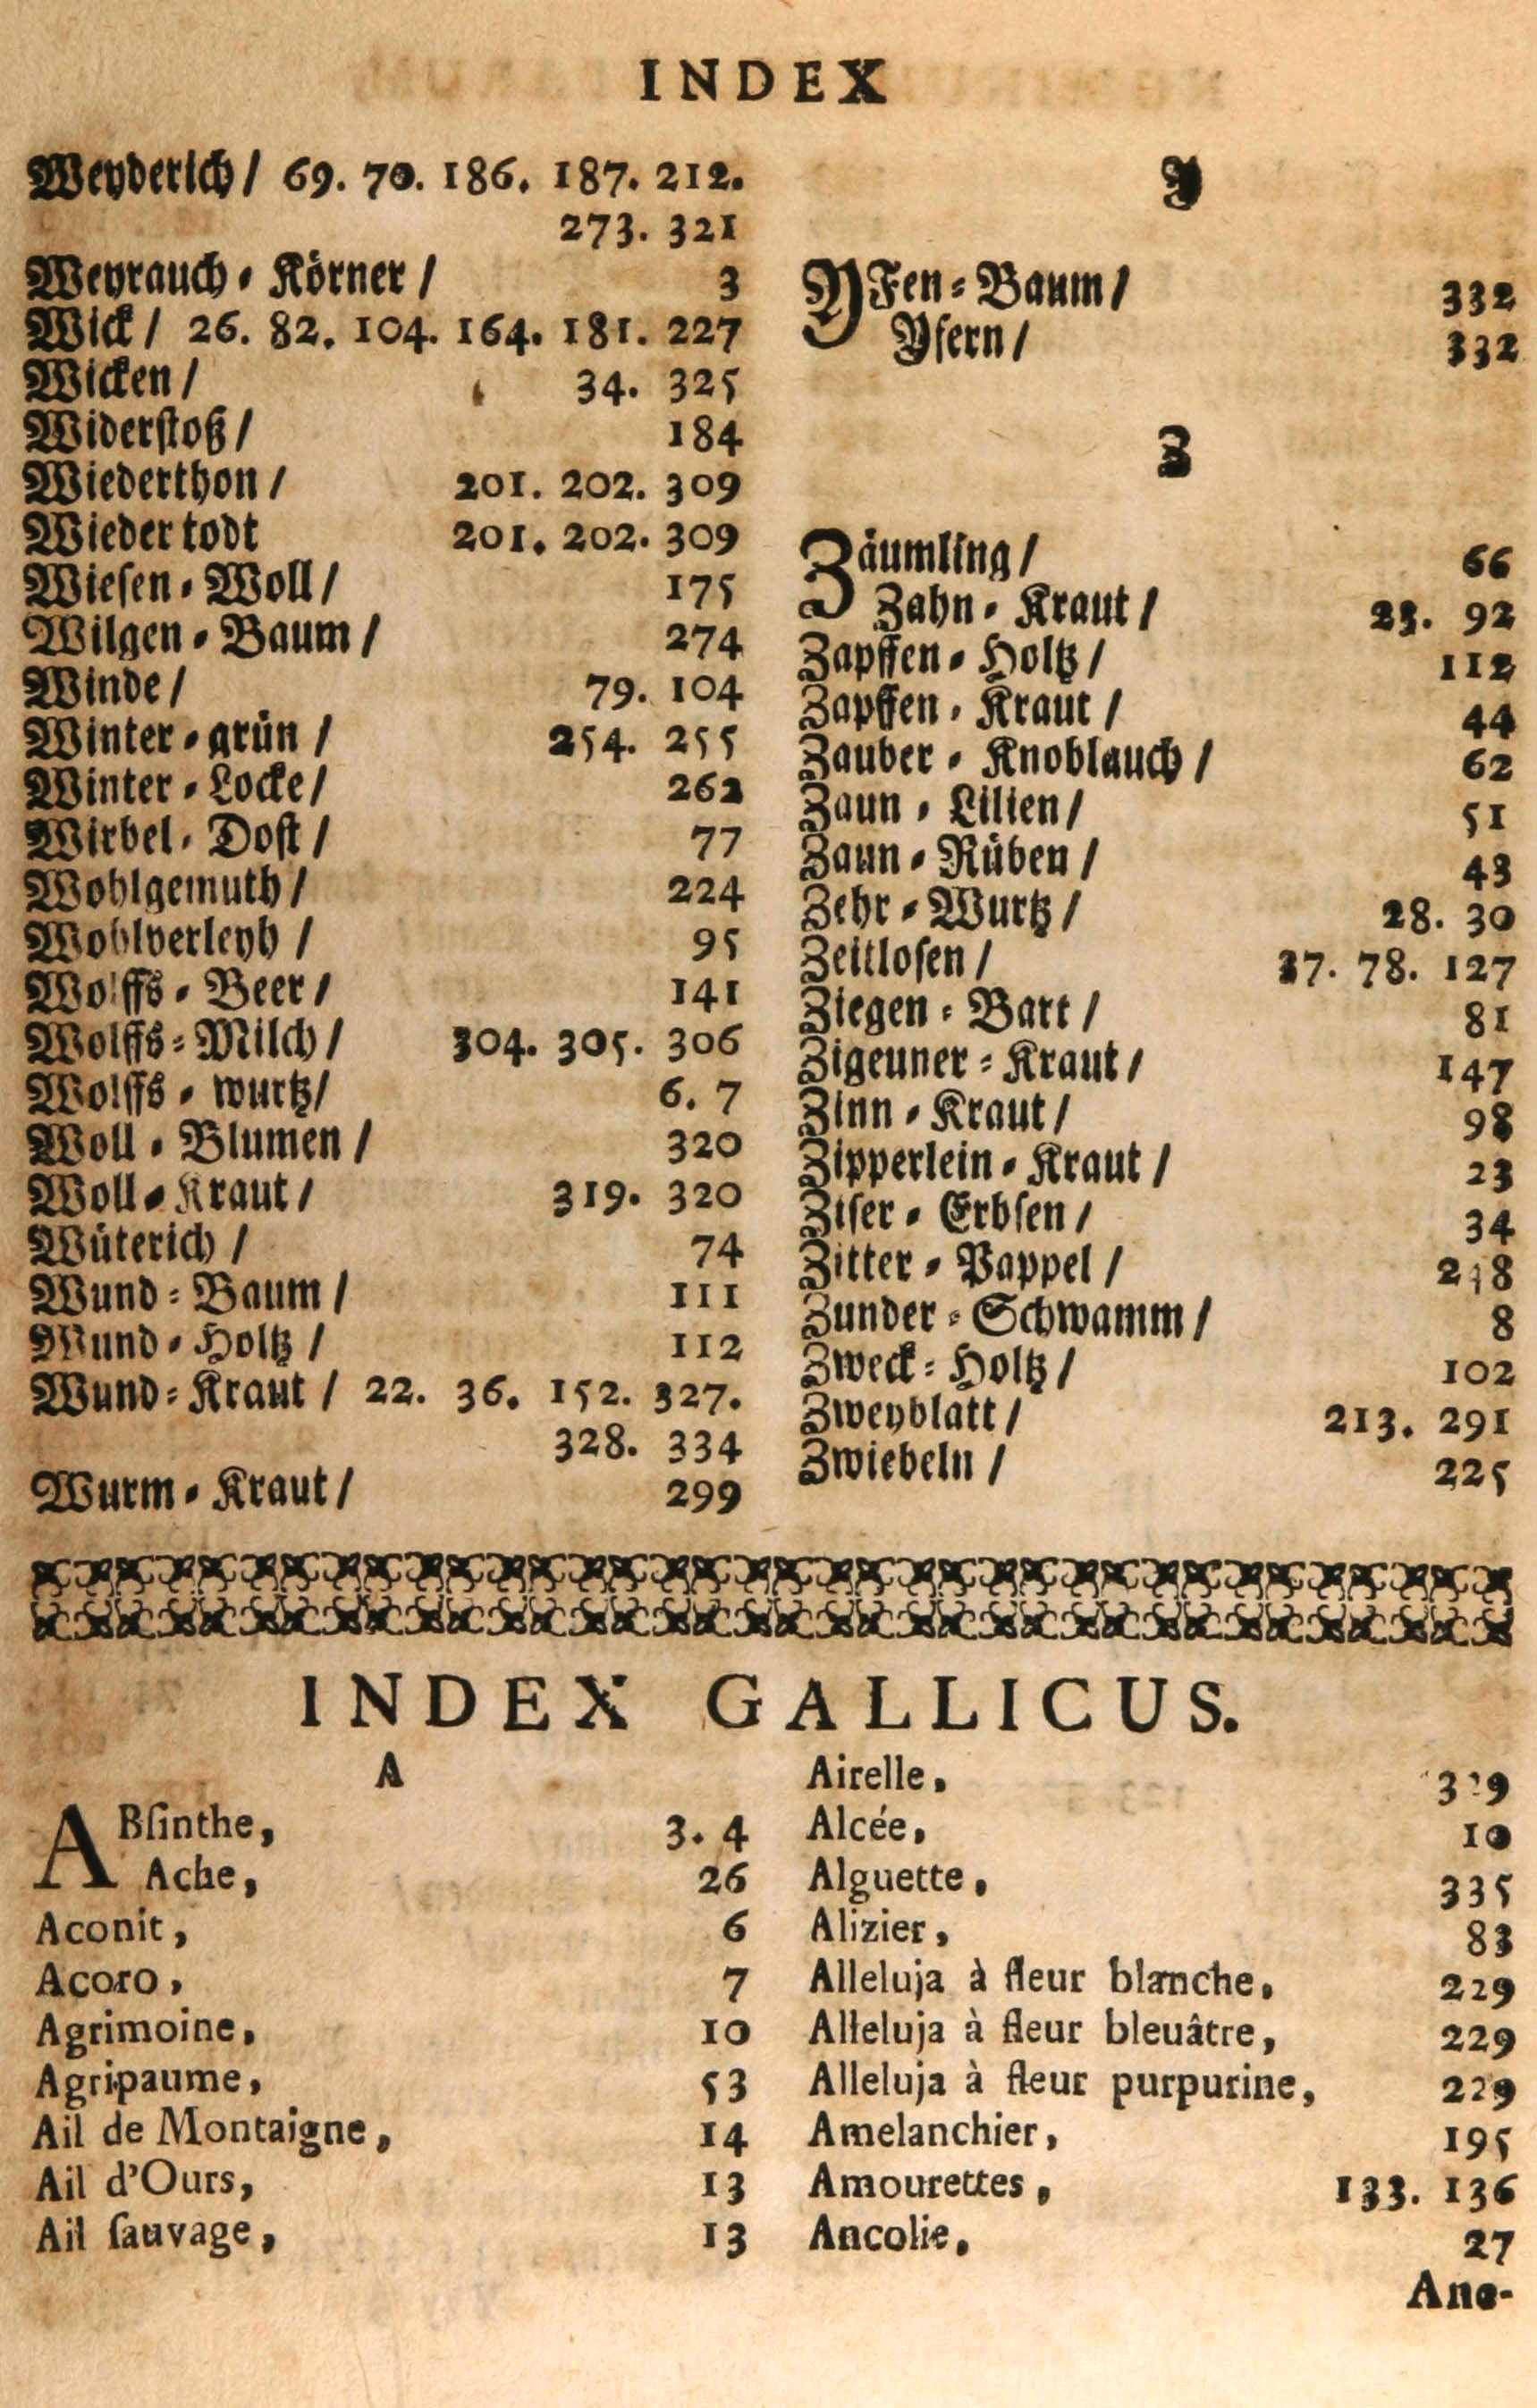 INDEX
Weyderich / 69. 70. 186. 187. 212.
273. 321
Weyrauch-Körner / 3
Wick / 26. 82. 104. 164. 181. 227
Wicken / 34. 325
Widerstoß / 184
Wiederthon / 201. 202. 309
Wieder todt 201. 202. 309
Wiesen-Woll / 175
Wilgen-Baum / 274
Winde / 79. 104
Winter-grün / 254. 255
Winter-Locke / 262
Wirbel-Dost / 77
Wohlgemuth / 224
Wohlverleyh / 95
Wolffs-Beer / 141
Wolffs-Milch / 304. 305. 306
Wolffs-wurtz / 6. 7
Woll-Blumen / 320
Woll-Kraut / 319. 320
Wüterich / 74
Wund-Baum / 111
Wund-Holtz / 112
Wund-Kraut / 22. 36. 152. 327.
328. 334
Wurm-Kraut / 299
Y
YFen-Baum / 332
Ysern / 332
Z
Zäumling / 66
Zahn-Kraut / 23. 92
Zapffen-Holtz / 112
Zapffen-Kraut / 44
Zauber-Knoblauch / 62
Zaun-Lilien / 51
Zaun-Rüben / 43
Zehr-Wurtz / 28. 30
Zeitlosen / 37. 78. 127
Ziegen-Bart / 81
Zigeuner-Kraut / 147
Zinn-Kraut / 98
Zipperlein-Kraut / 23
Ziser-Erbsen / 34
Zitter-Pappel /
Zunder-Schwamm / 8
Zweck-Holtz / 102
Zweyblatt / 213. 291
Zwiebeln / 225
INDEX GALLICUS.
A
ABſinthe, 3. 4
Ache, 26
Aconit, 6
Acoro, 7
Agrimoine, 10
Agripaume, 53
Ail de Montaigne, 14
Ail d'Ours, 13
Ail ſauvage, 13
Airelle,
Alcée, 10
Alguette, 335
Alizier, 83
Alleluja à fleur blanche, 229
Alleluja à fleur bleuâtre, 229
Alleluja à fleur purpurine, 229
Amelanchier, 195
Amourettes, 133. 136
Ancolie, 27